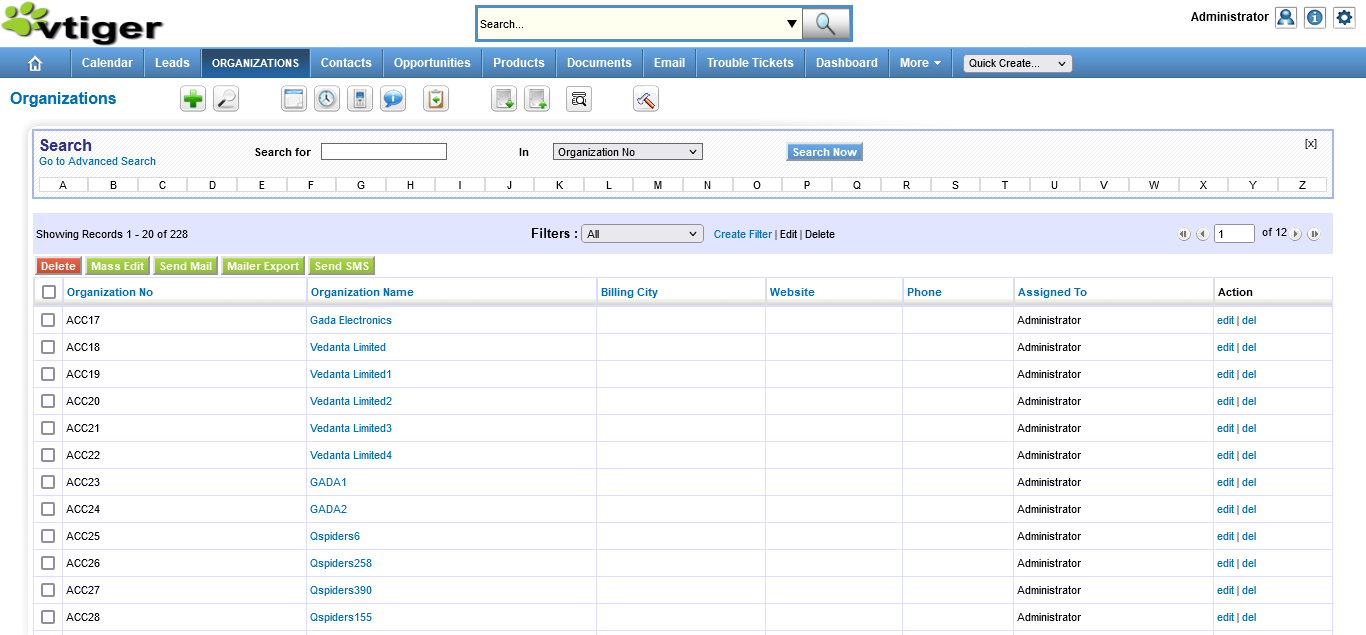 vtiger
Search...
Administrator
Calendar Leads ORGANIZATIONS Contacts Opportunities Products Documents Email Trouble Tickets Dashboard More Quick Create...
Organizations
Search
Go to Advanced Search
Search for In Organization No Search Now [x]
A B C D E F G H I J K L M N O P Q R S T U V W X Y Z
Showing Records 1 - 20 of 228 Filters : All Create Filter | Edit | Delete 1 of 12
Delete Mass Edit Send Mail Mailer Export Send SMS
Organization No Organization Name Billing City Website Phone Assigned To Action
ACC17 Gada Electronics Administrator edit | del
ACC18 Vedanta Limited Administrator edit | del
ACC19 Vedanta Limited1 Administrator edit | del
ACC20 Vedanta Limited2 Administrator edit | del
ACC21 Vedanta Limited3 Administrator edit | del
ACC22 Vedanta Limited4 Administrator edit | del
ACC23 GADA1 Administrator edit | del
ACC24 GADA2 Administrator edit | del
ACC25 Qspiders6 Administrator edit | del
ACC26 Qspiders258 Administrator edit | del
ACC27 Qspiders390 Administrator edit | del
ACC28 Qspiders155 Administrator edit | del